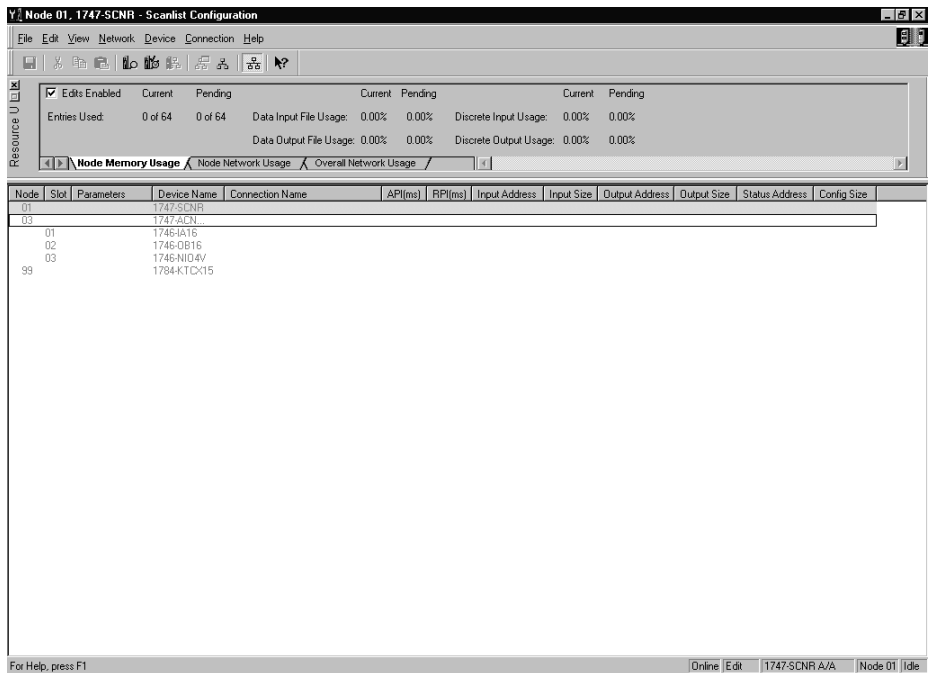 Node 01, 1747-SCNR - Scanlist Configuration
File Edit View Network Device Connection Help
Resource U
Edits Enabled Current Pending Current Pending Current Pending
Entries Used: 0 of 64 0 of 64 Data Input File Usage: 0.00% 0.00% Discrete Input Usage: 0.00% 0.00%
Data Output File Usage: 0.00% 0.00% Discrete Output Usage: 0.00% 0.00%
Node Memory Usage Node Network Usage Overall Network Usage
Node Slot Parameters Device Name Connection Name API(ms) RPI(ms) Input Address Input Size Output Address Output Size Status Address Config Size
01 1747-SCNR
03 1747-ACN...
01 1746-IA16
02 1746-OB16
03 1746-NIO4V
99 1784-KTCX15
For Help, press F1 Online Edit 1747-SCNR A/A Node 01 Idle